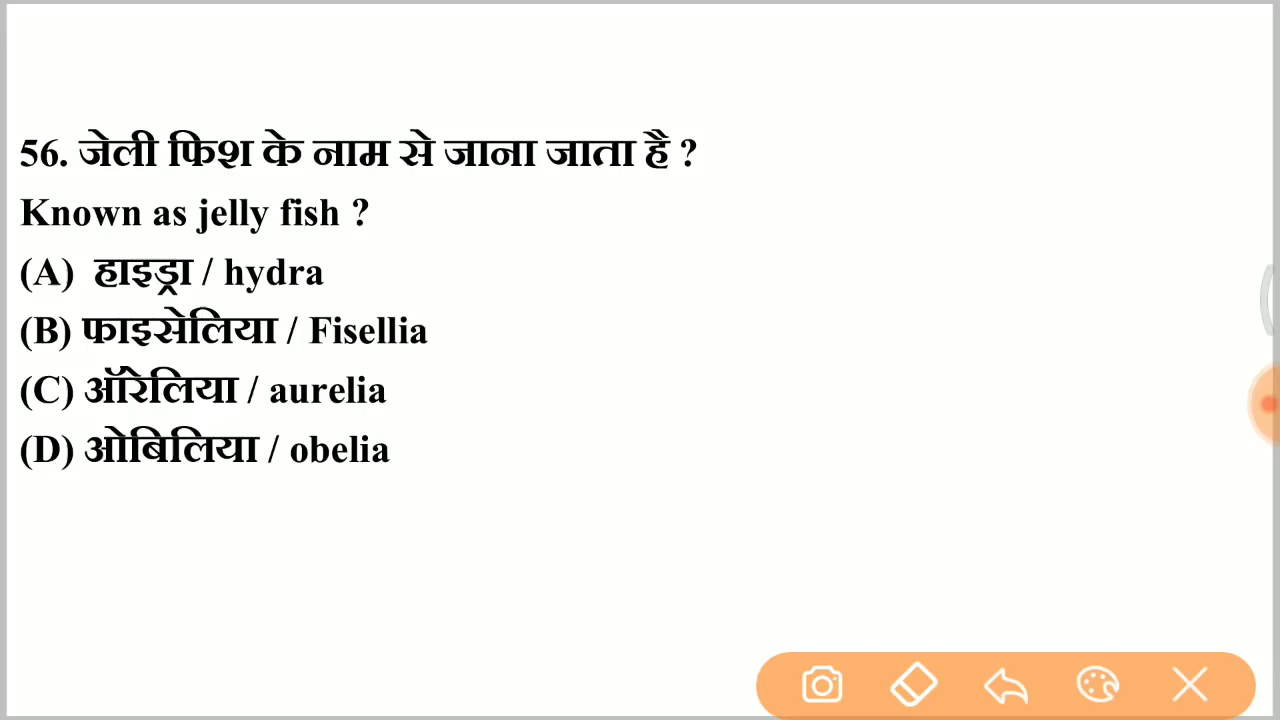 56. जेली फिश के नाम से जाना जाता है ?
Known as jelly fish ?
(A) हाइड्रा / hydra
(B) फाइसेलिया / Fisellia
(C) ऑरेलिया / aurelia
(D) ओबिलिया / obelia